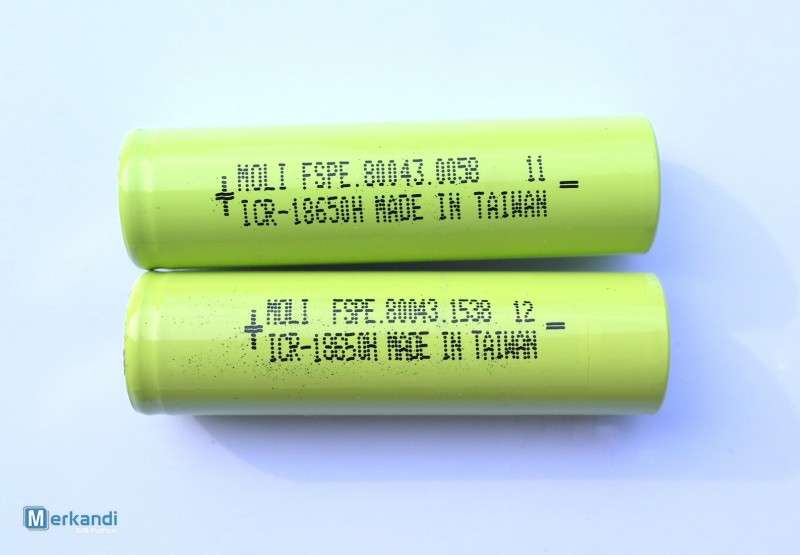 + MOLI FSPE.80043.0058 11 -
ICR-18650H MADE IN TAIWAN
+ MOLI FSPE.80043.1538 12 -
ICR-18650H MADE IN TAIWAN
Merkandi